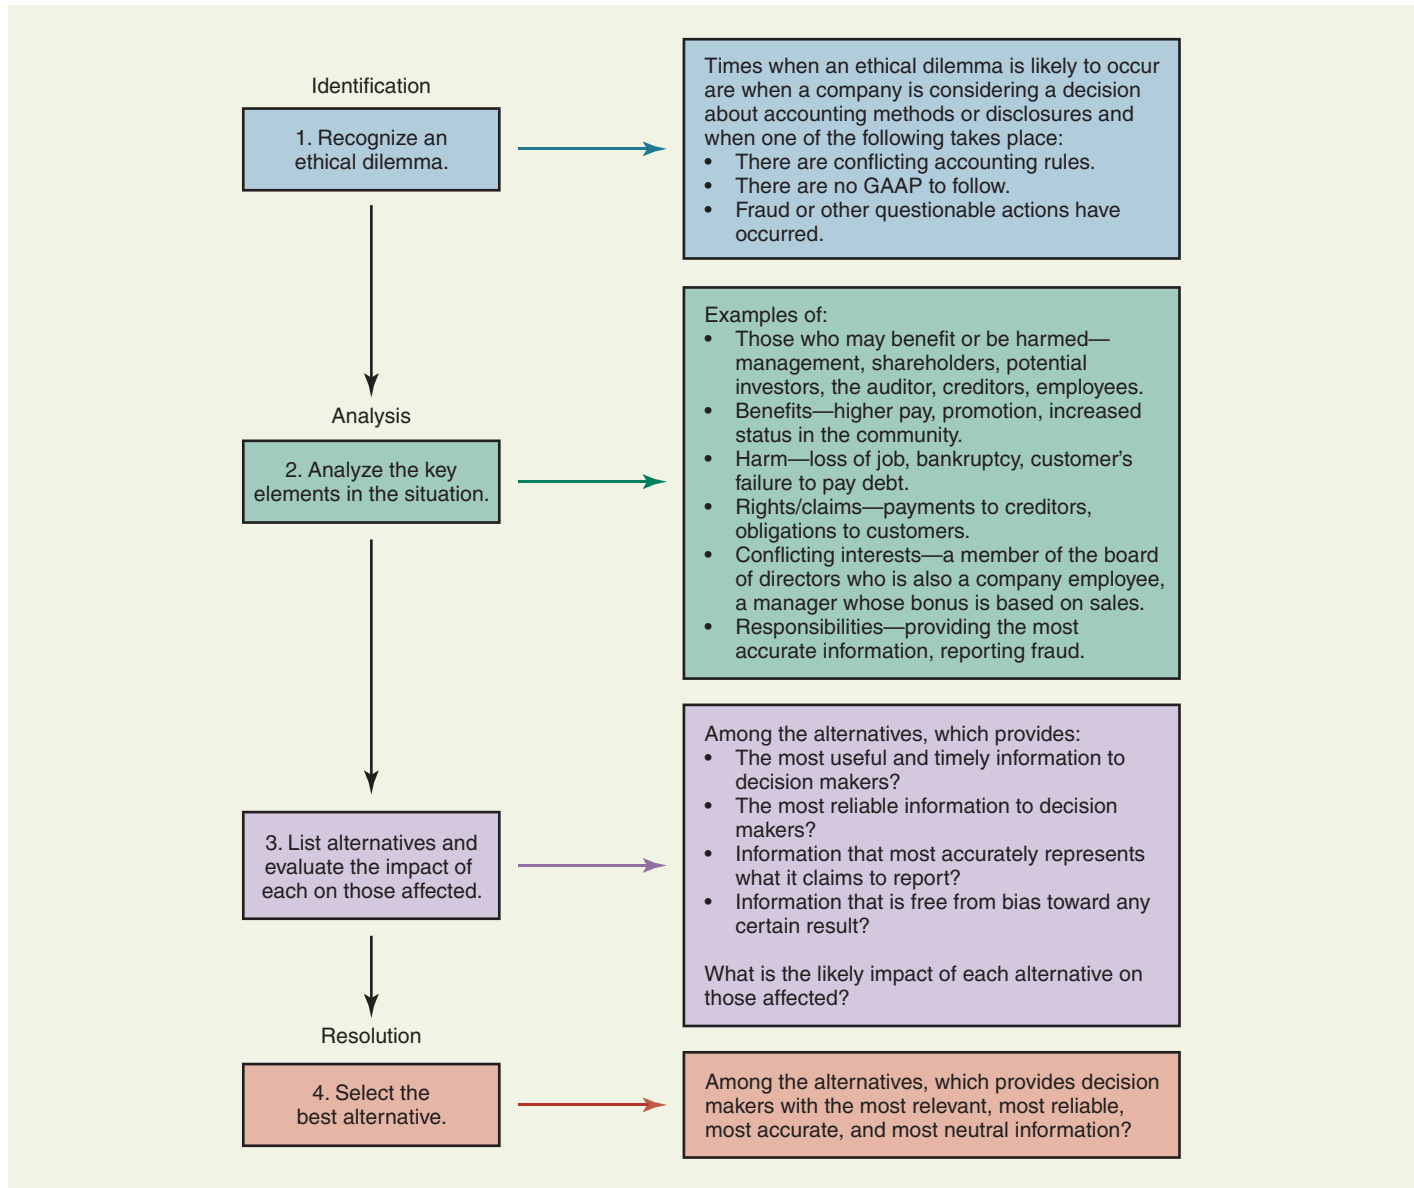 Identification
1. Recognize an
ethical dilemma.
Times when an ethical dilemma is likely to occur
are when a company is considering a decision
about accounting methods or disclosures and
when one of the following takes place:
• There are conflicting accounting rules.
• There are no GAAP to follow.
• Fraud or other questionable actions have
occurred.
Analysis
2. Analyze the key
elements in the situation.
Examples of:
• Those who may benefit or be harmed—
management, shareholders, potential
investors, the auditor, creditors, employees.
• Benefits—higher pay, promotion, increased
status in the community.
• Harm—loss of job, bankruptcy, customer’s
failure to pay debt.
• Rights/claims—payments to creditors,
obligations to customers.
• Conflicting interests—a member of the board
of directors who is also a company employee,
a manager whose bonus is based on sales.
• Responsibilities—providing the most
accurate information, reporting fraud.
3. List alternatives and
evaluate the impact of
each on those affected.
Among the alternatives, which provides:
• The most useful and timely information to
decision makers?
• The most reliable information to decision
makers?
• Information that most accurately represents
what it claims to report?
• Information that is free from bias toward any
certain result?
What is the likely impact of each alternative on
those affected?
Resolution
4. Select the
best alternative.
Among the alternatives, which provides decision
makers with the most relevant, most reliable,
most accurate, and most neutral information?